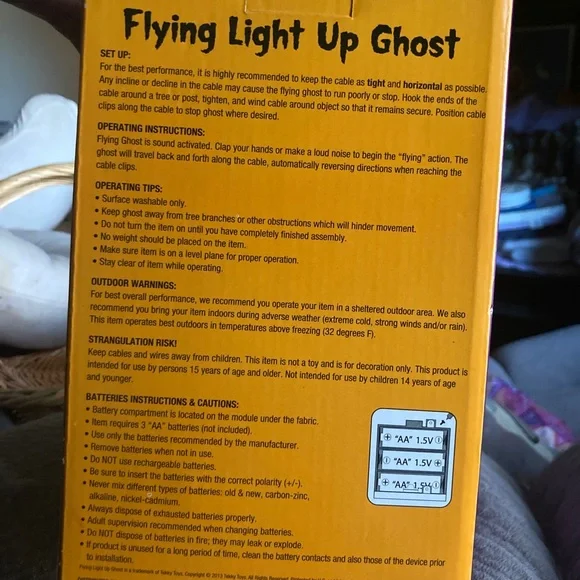 Flying Light Up Ghost
SET UP:
For the best performance, it is highly recommended to keep the cable as tight and horizontal as possible.
Any incline or decline in the cable may cause the flying ghost to run poorly or stop. Hook the ends of the
cable around a tree or post, tighten, and wind cable around object so that it remains secure. Position cable
clips along the cable to stop ghost where desired.
OPERATING INSTRUCTIONS:
Flying Ghost is sound activated. Clap your hands or make a loud noise to begin the "flying" action. The
ghost will travel back and forth along the cable, automatically reversing directions when reaching the
cable clips.
OPERATING TIPS:
• Surface washable only.
• Keep ghost away from tree branches or other obstructions which will hinder movement.
• Do not turn the item on until you have completely finished assembly.
• No weight should be placed on the item.
• Make sure item is on a level plane for proper operation.
• Stay clear of item while operating.
OUTDOOR WARNINGS:
For best overall performance, we recommend you operate your item in a sheltered outdoor area. We also
recommend you bring your item indoors during adverse weather (extreme cold, strong winds and/or rain).
This item operates best outdoors in temperatures above freezing (32 degrees F).
STRANGULATION RISK!
Keep cables and wires away from children. This item is not a toy and is for decoration only. This product is
intended for use by persons 15 years of age and older. Not intended for use by children 14 years of age
and younger.
BATTERIES INSTRUCTIONS & CAUTIONS:
• Battery compartment is located on the module under the fabric.
• Item requires 3 "AA" batteries (not included).
• Use only the batteries recommended by the manufacturer.
• Remove batteries when not in use.
• Do NOT use rechargeable batteries.
• Be sure to insert the batteries with the correct polarity (+/-).
• Never mix different types of batteries: old & new, carbon-zinc,
alkaline, nickel-cadmium.
• Always dispose of exhausted batteries properly.
• Adult supervision recommended when changing batteries.
• Do NOT dispose of batteries in fire; they may leak or explode.
• If product is unused for a long period of time, clean the battery contacts and also those of the device prior
to installation.
"AA" 1.5V
"AA" 1.5V
"AA" 1.5V
Flying Light Up Ghost is a trademark of Tekky Toys. Copyright © 2013 Tekky Toys. All Rights Reserved.